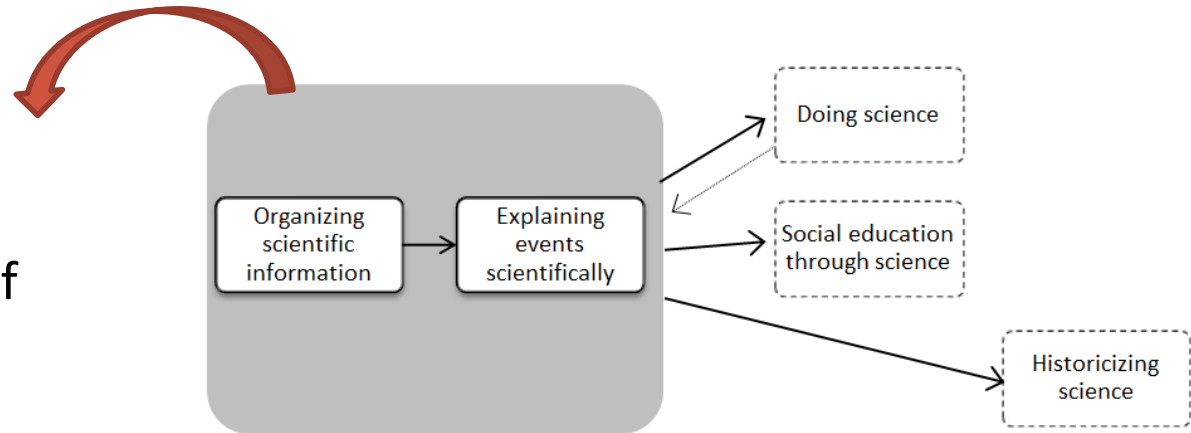 f
Organizing
scientific
information
Explaining
events
scientifically
Doing science
Social education
through science
Historicizing
science